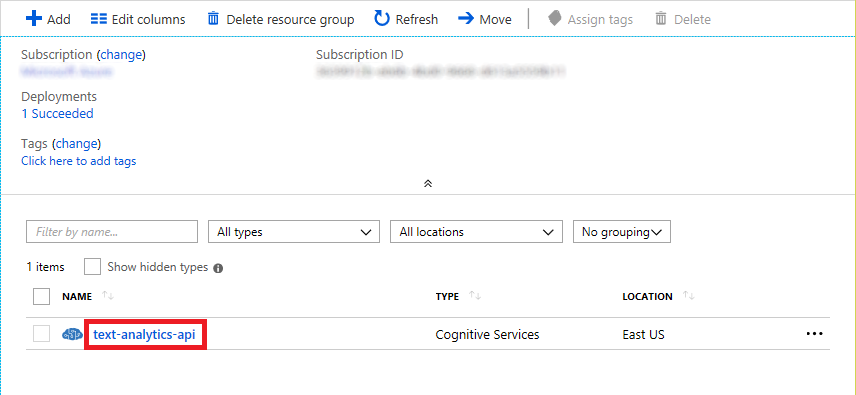 Add Edit columns Delete resource group Refresh Move Assign tags Delete
Subscription (change) Subscription ID
Deployments
1 Succeeded
Tags (change)
Click here to add tags
Filter by name... All types All locations No grouping
1 items Show hidden types
NAME TYPE LOCATION
text-analytics-api Cognitive Services East US